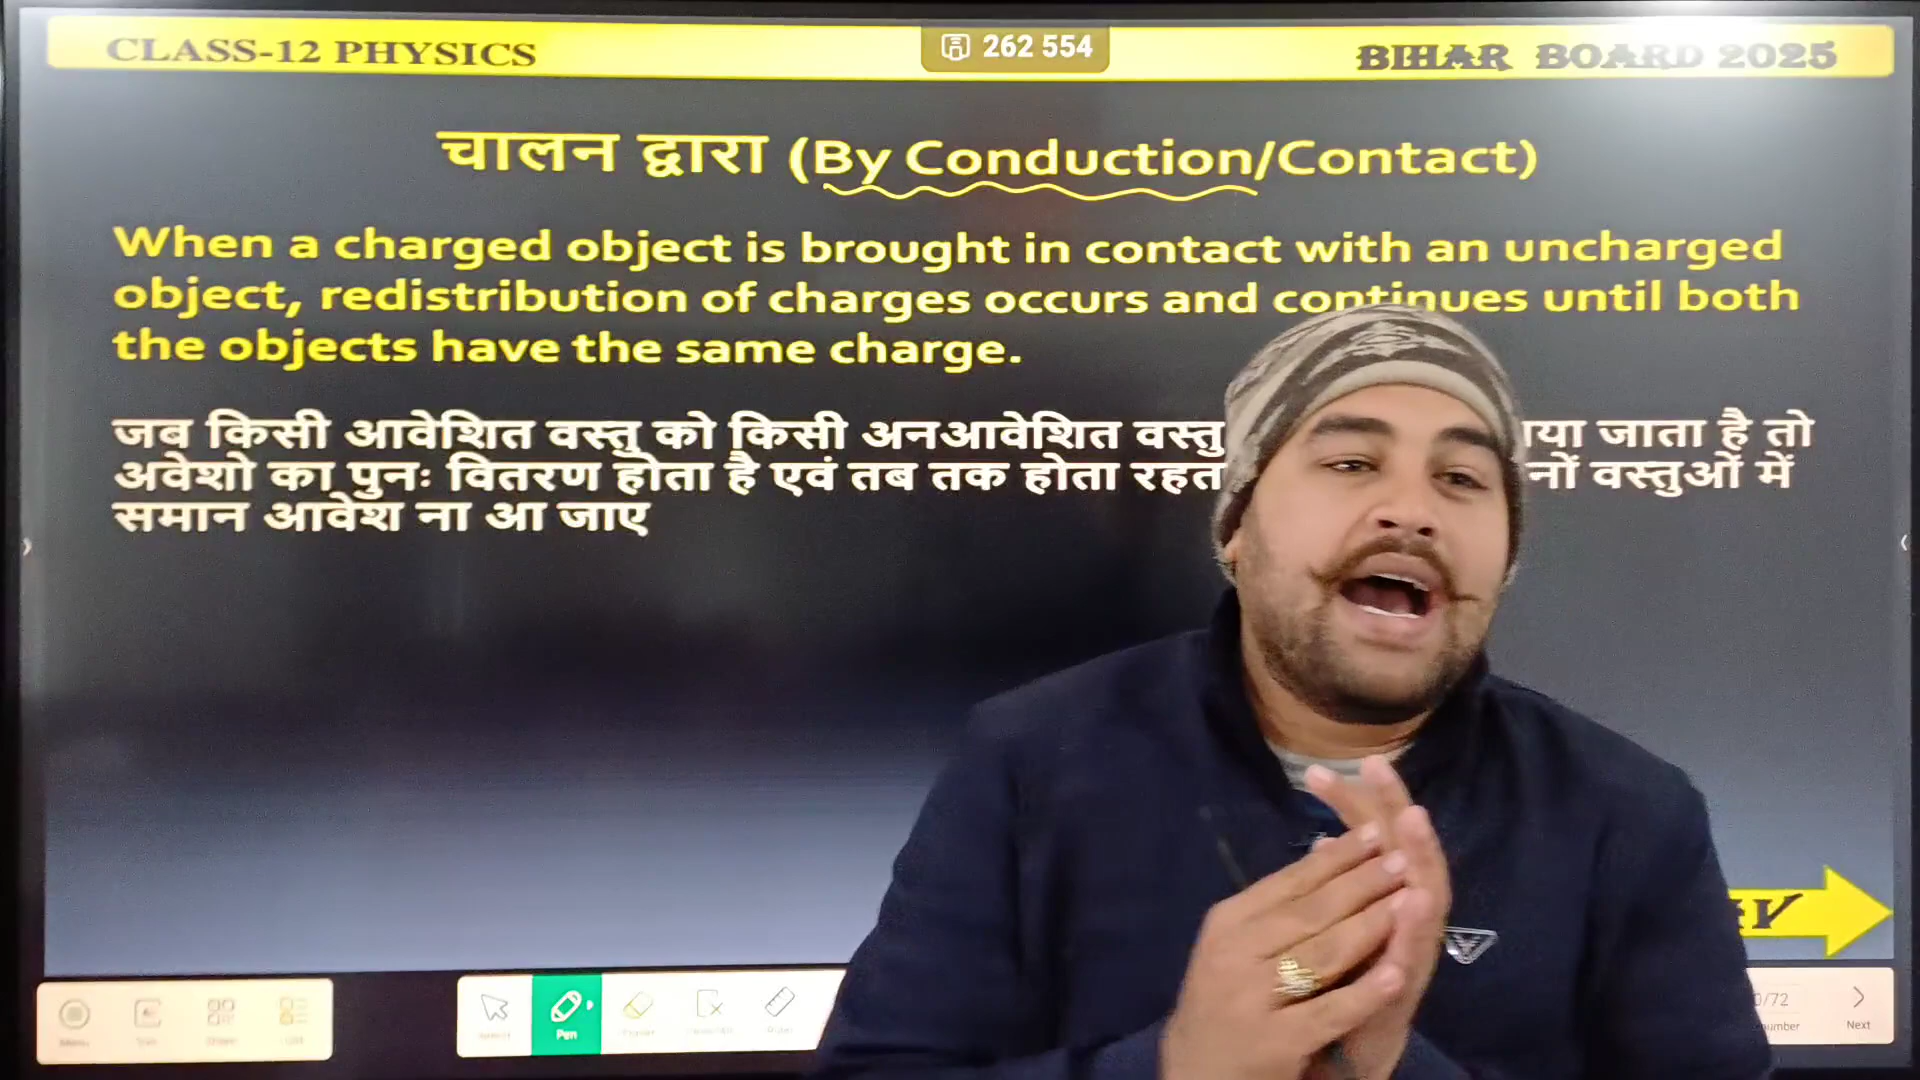 CLASS-12 PHYSICS
262 554
BIHAR BOARD 2025
चालन द्वारा (By Conduction/Contact)
When a charged object is brought in contact with an uncharged
object, redistribution of charges occurs and continues until both
the objects have the same charge.
जब किसी आवेशित वस्तु को किसी अनआवेशित वस्तु जाता है तो
अवेशो का पुनः वितरण होता है एवं तब तक होता वस्तुओं में
समान आवेश ना आ जाए
Pen
/72
Next